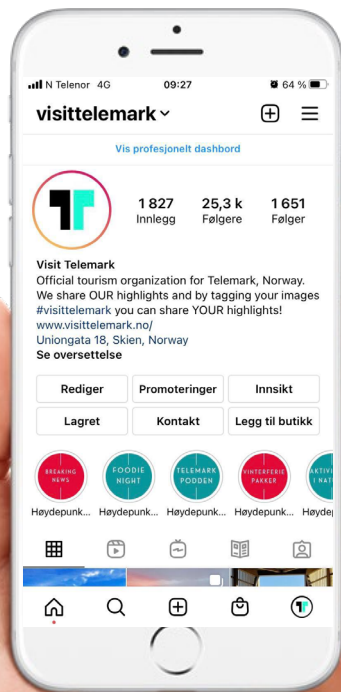 N Telenor 4G 09:27 64 %
visittelemark
Vis profesjonelt dashbord
1 827 25,3 k 1 651
Innlegg Følgere Følger
Visit Telemark
Official tourism organization for Telemark, Norway.
We share OUR highlights and by tagging your images
#visittelemark you can share YOUR highlights!
www.visittelemark.no/
Uniongata 18, Skien, Norway
Se oversettelse
Rediger Promoteringer Innsikt
Lagret Kontakt Legg til butikk
BREAKING NEWS
FOODIE NIGHT
TELEMARK PODDEN
VINTERFERIE PAKKER
AKTIVI
I NAT
Høydepunk... Høydepunk... Høydepunk... Høydepunk... Høydep